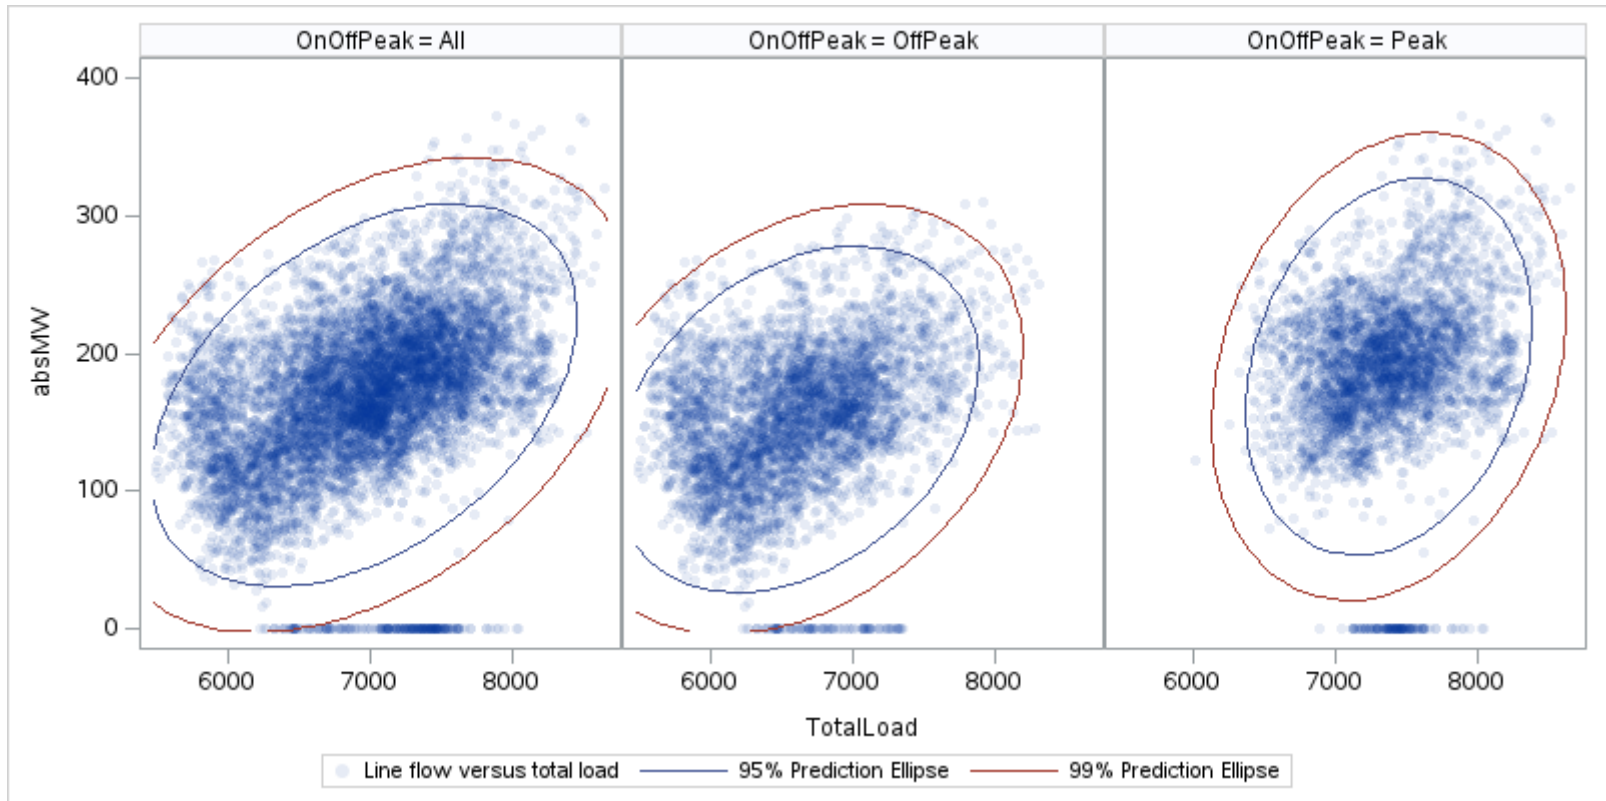 OnOffPeak = All
OnOffPeak = OffPeak
OnOffPeak = Peak
400
300
200
100
0
absMW
6000 7000 8000
6000 7000 8000
6000 7000 8000
TotalLoad
Line flow versus total load
95% Prediction Ellipse
99% Prediction Ellipse